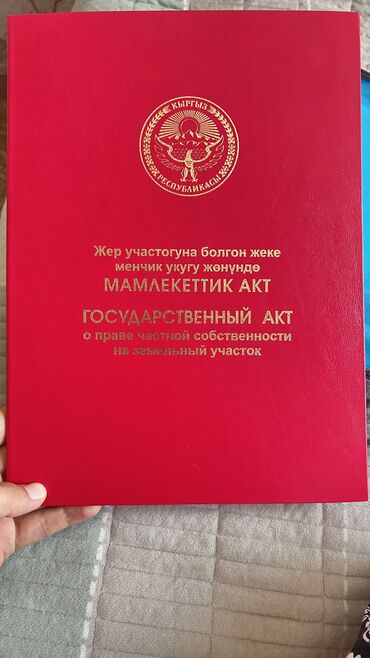 КЫРГЫЗ
РЕСПУБЛИКАСЫ
Жер участогуна болгон жеке
менчик укугу жөнүндө
МАМЛЕКЕТТИК АКТ
ГОСУДАРСТВЕННЫЙ АКТ
о праве частной собственности
на земельный участок